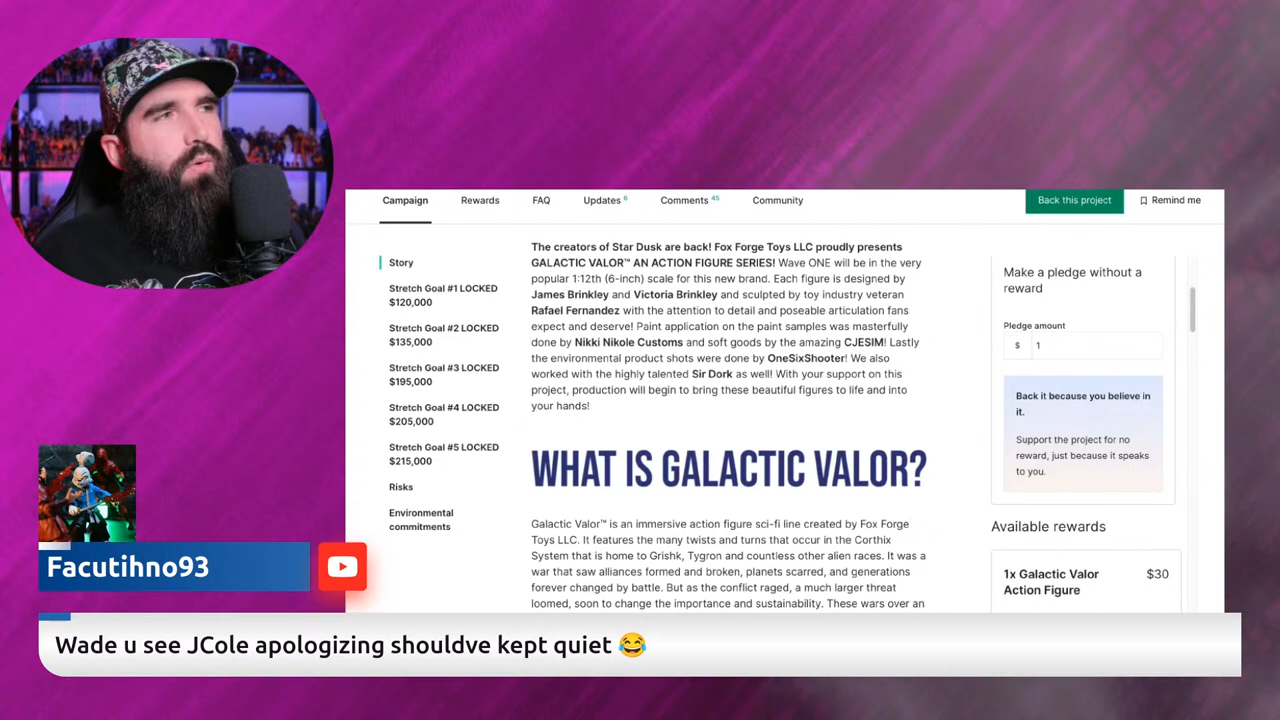 Campaign Rewards FAQ Updates 6 Comments 45 Community Back this project Remind me
Story
Stretch Goal #1 LOCKED
$120,000
Stretch Goal #2 LOCKED
$135,000
Stretch Goal #3 LOCKED
$195,000
Stretch Goal #4 LOCKED
$205,000
Stretch Goal #5 LOCKED
$215,000
Risks
Environmental
commitments
The creators of Star Dusk are back! Fox Forge Toys LLC proudly presents
GALACTIC VALOR™ AN ACTION FIGURE SERIES! Wave ONE will be in the very
popular 1:12th (6-inch) scale for this new brand. Each figure is designed by
James Brinkley and Victoria Brinkley and sculpted by toy industry veteran
Rafael Fernandez with the attention to detail and poseable articulation fans
expect and deserve! Paint application on the paint samples was masterfully
done by Nikki Nikole Customs and soft goods by the amazing CJESIM! Lastly
the environmental product shots were done by OneSixShooter! We also
worked with the highly talented Sir Dork as well! With your support on this
project, production will begin to bring these beautiful figures to life and into
your hands!
WHAT IS GALACTIC VALOR?
Galactic Valor™ is an immersive action figure sci-fi line created by Fox Forge
Toys LLC. It features the many twists and turns that occur in the Corthix
System that is home to Grishk, Tygron and countless other alien races. It was a
war that saw alliances formed and broken, planets scarred, and generations
forever changed by battle. But as the conflict raged, a much larger threat
loomed, soon to change the importance and sustainability. These wars over an
Make a pledge without a
reward
Pledge amount
$ 1
Back it because you believe in
it.
Support the project for no
reward, just because it speaks
to you.
Available rewards
1x Galactic Valor $30
Action Figure
Facutihno93
Wade u see JCole apologizing shouldve kept quiet 😂